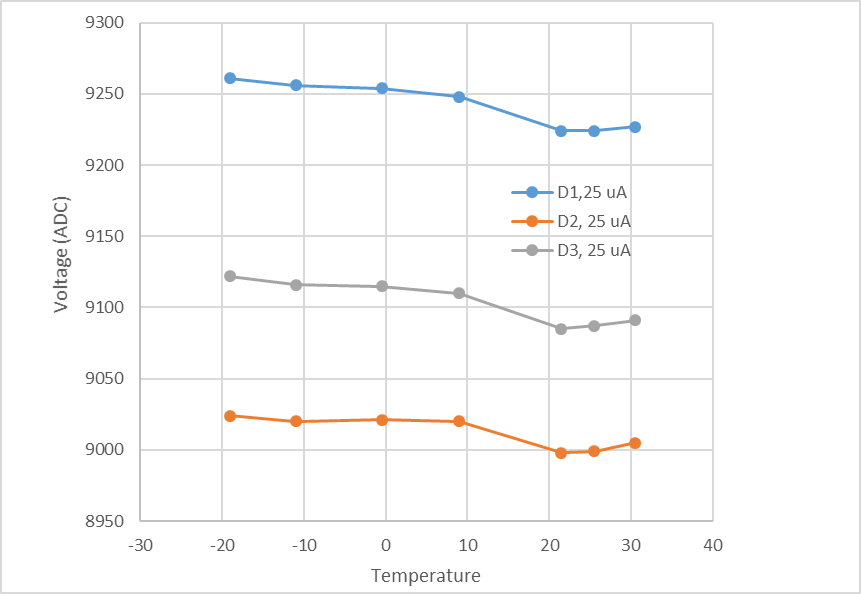 9300
9250
9200
9150
9100
9050
9000
8950
Voltage (ADC)
D1,25 uA
D2, 25 uA
D3, 25 uA
-30 -20 -10 0 10 20 30 40
Temperature